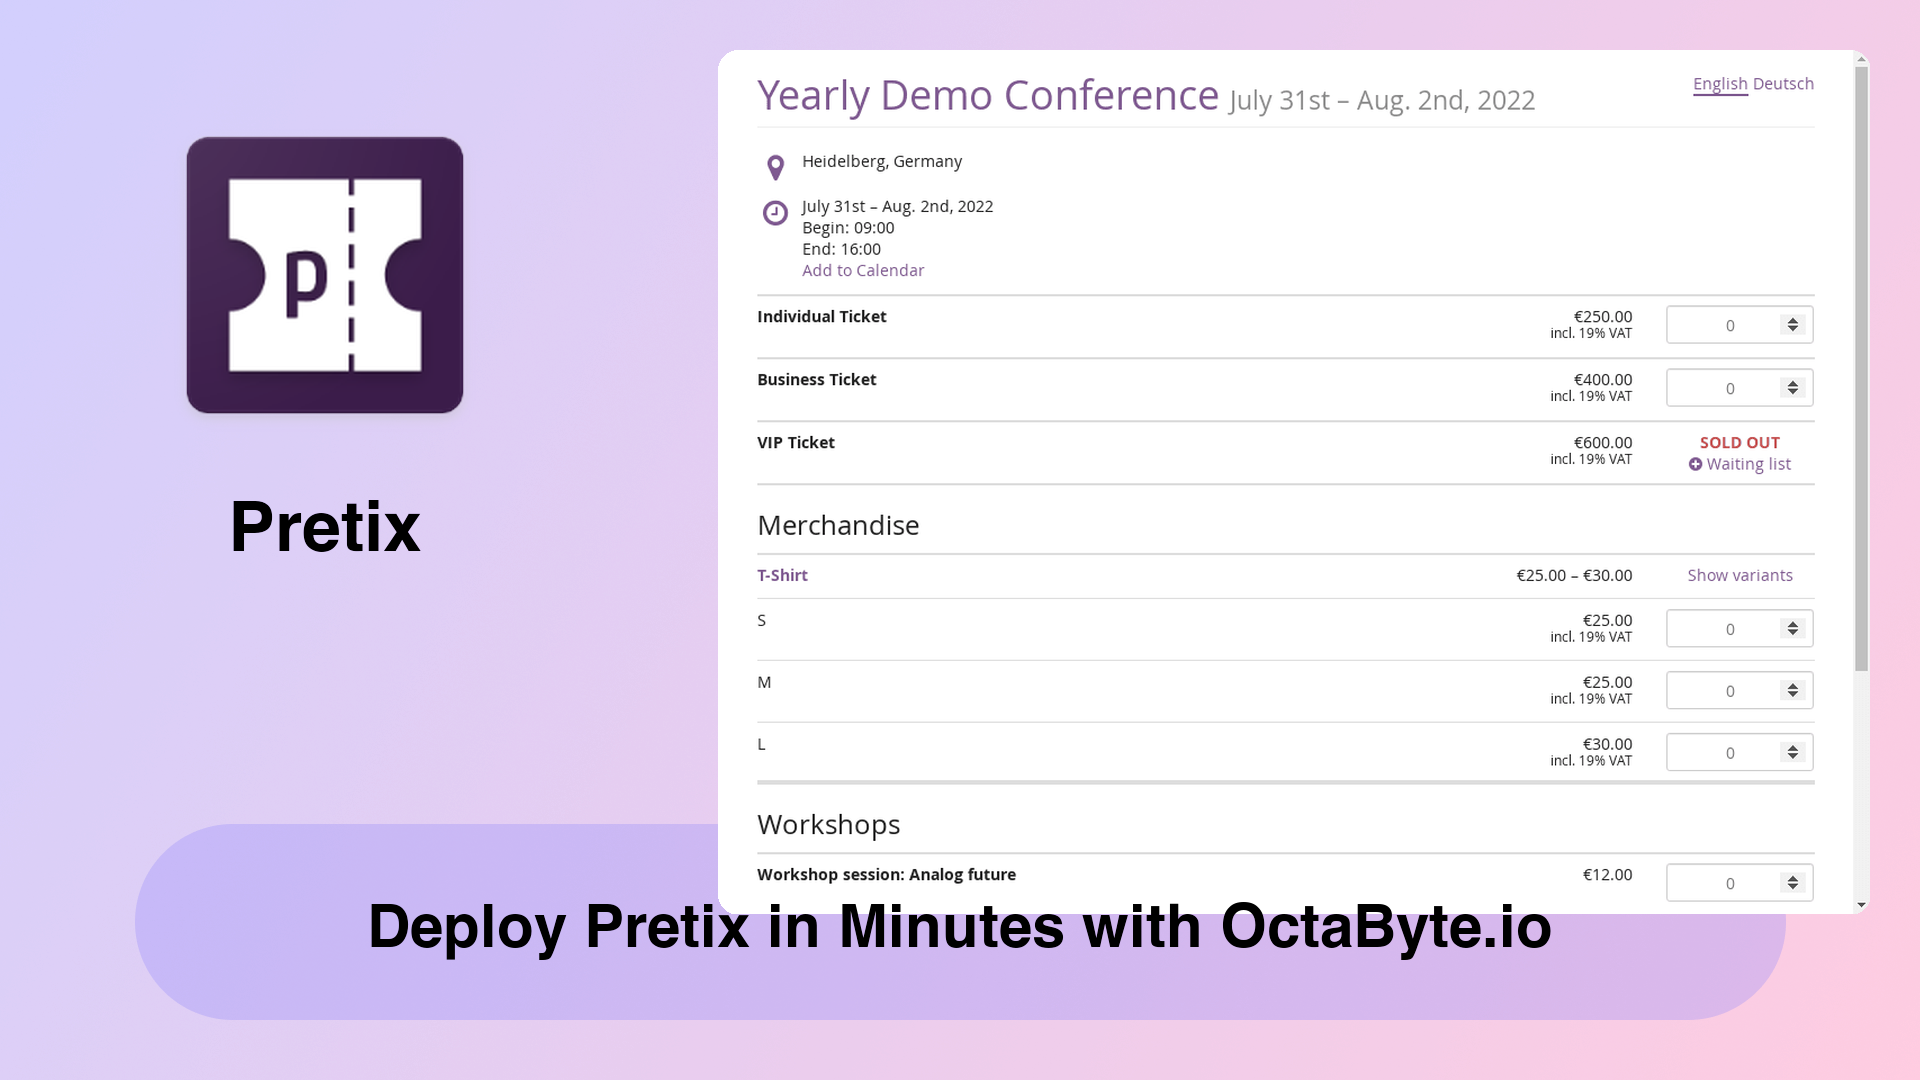 p
Pretix
Yearly Demo Conference July 31st – Aug. 2nd, 2022
English Deutsch
Heidelberg, Germany
July 31st – Aug. 2nd, 2022
Begin: 09:00
End: 16:00
Add to Calendar
Individual Ticket €250.00 0
incl. 19% VAT
Business Ticket €400.00 0
incl. 19% VAT
VIP Ticket €600.00 SOLD OUT
incl. 19% VAT Waiting list
Merchandise
T-Shirt €25.00 – €30.00 Show variants
S €25.00 0
incl. 19% VAT
M €25.00 0
incl. 19% VAT
L €30.00 0
incl. 19% VAT
Workshops
Workshop session: Analog future €12.00 0
Deploy Pretix in Minutes with OctaByte.io